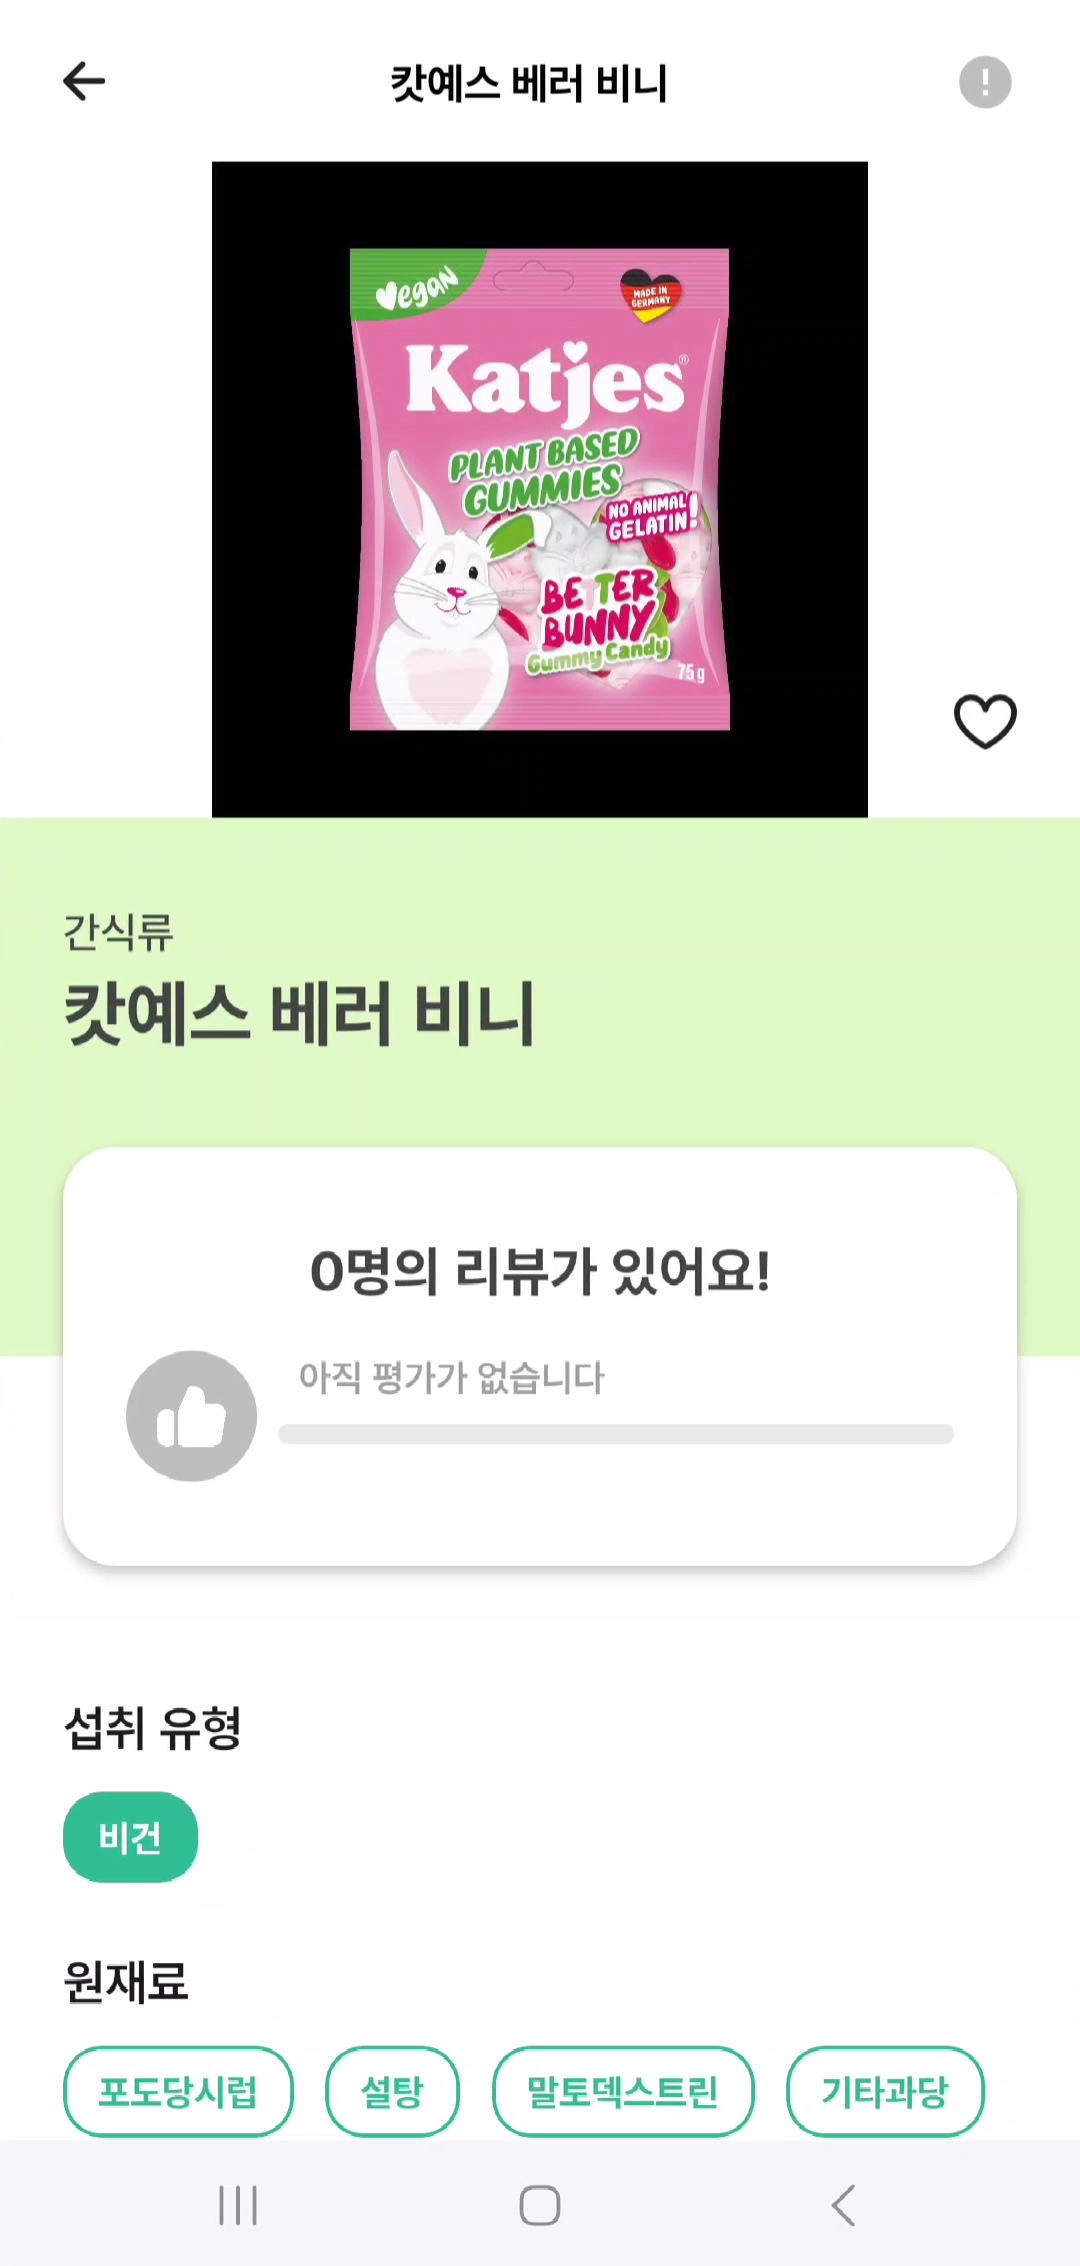 캇예스 베러 비니
Vegan
MADE IN
GERMANY
Katjes®
PLANT BASED
GUMMIES
NO ANIMAL
GELATIN!
BETTER
BUNNY
Gummy Candy
75g
간식류
캇예스 베러 비니
0명의 리뷰가 있어요!
아직 평가가 없습니다
섭취 유형
비건
원재료
포도당시럽 설탕 말토덱스트린 기타과당